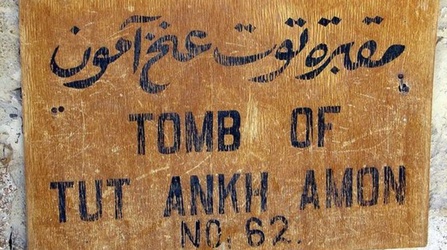 "مقبرة توت عنخ آمون"
TOMB OF
TUT ANKH AMON
NO. 62.